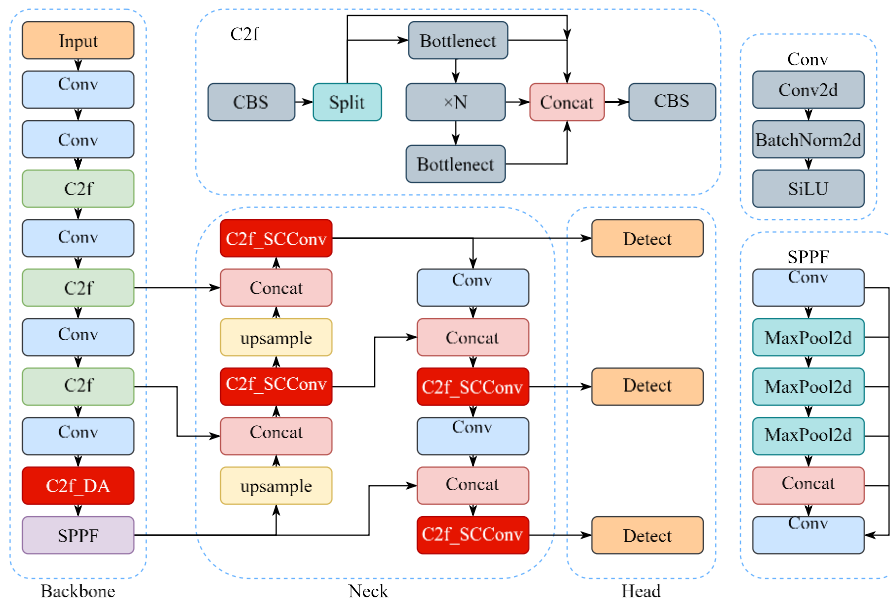 Input
Conv
Conv
C2f
Conv
C2f
Conv
C2f
Conv
C2f_DA
SPPF
Backbone
C2f
CBS
Split
Bottlenect
×N
Bottlenect
Concat
CBS
C2f_SCConv
Concat
upsample
C2f_SCConv
Concat
upsample
Conv
Concat
C2f_SCConv
Conv
Concat
C2f_SCConv
Neck
Detect
Detect
Detect
Head
Conv
Conv2d
BatchNorm2d
SiLU
SPPF
Conv
MaxPool2d
MaxPool2d
MaxPool2d
Concat
Conv